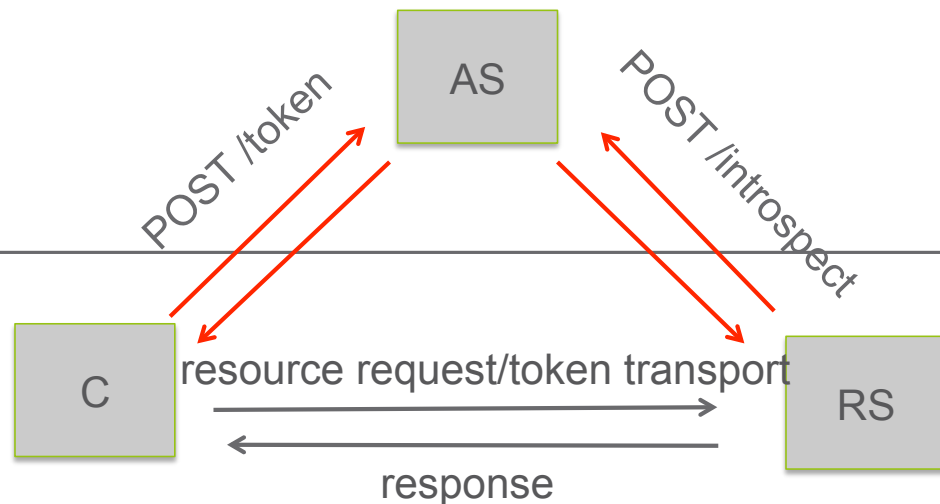 AS
POST /token
POST /introspect
C
resource request/token transport
RS
response